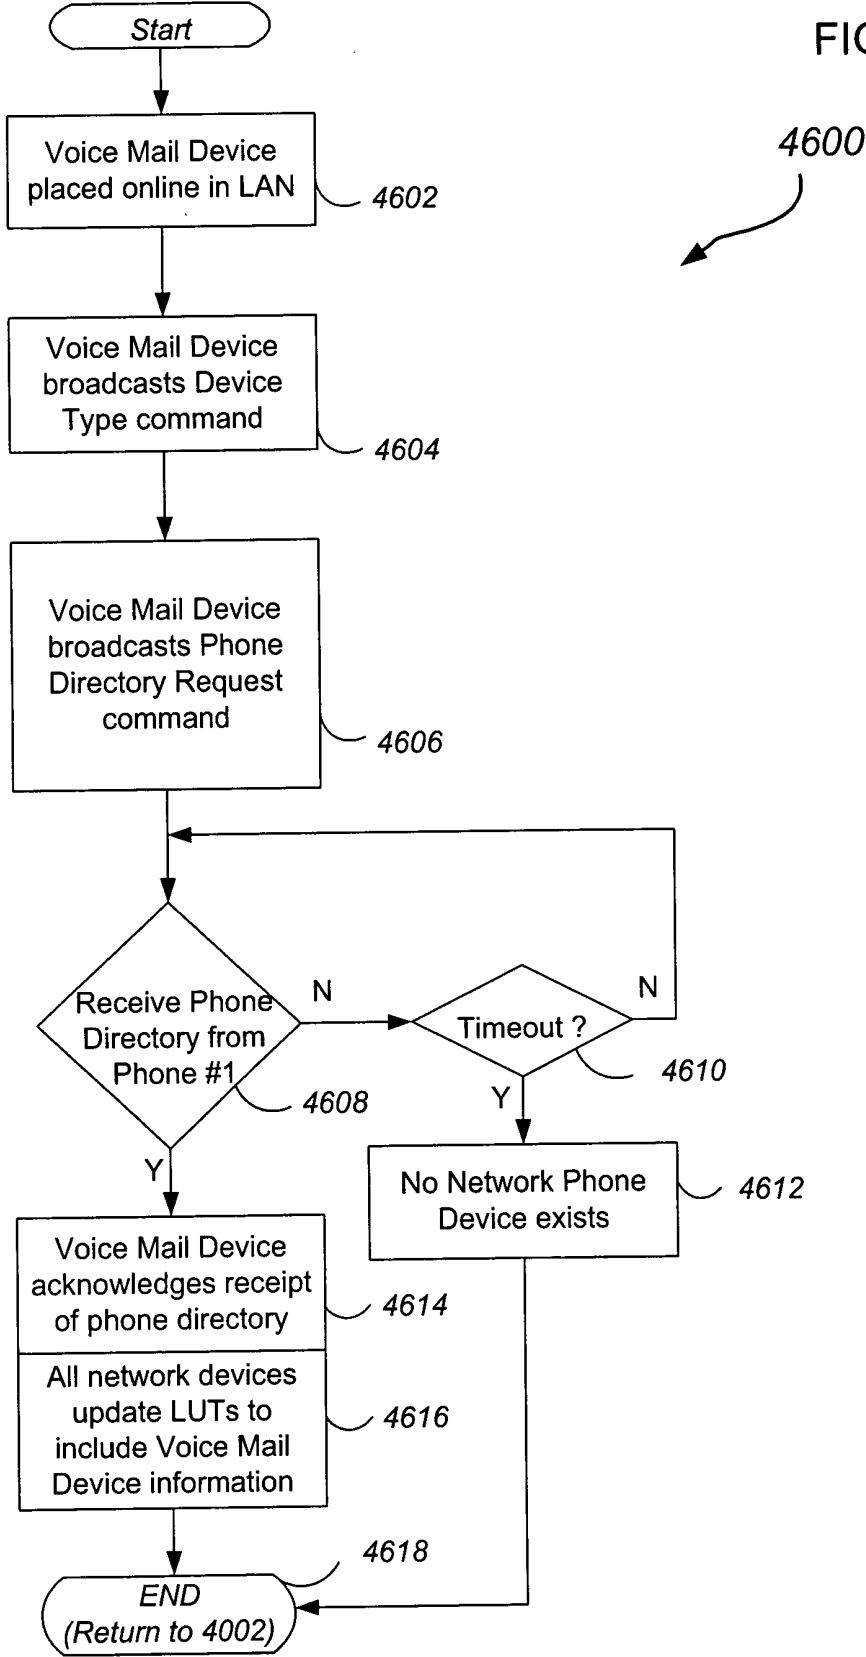 Start
FIG
4600
Voice Mail Device
placed online in LAN
4602
Voice Mail Device
broadcasts Device
Type command
4604
Voice Mail Device
broadcasts Phone
Directory Request
command
4606
Receive Phone
Directory from
Phone #1
4608
N
Timeout ?
4610
N
Y
No Network Phone
Device exists
4612
Y
Voice Mail Device
acknowledges receipt
of phone directory
4614
All network devices
update LUTs to
include Voice Mail
Device information
4616
END
(Return to 4002)
4618